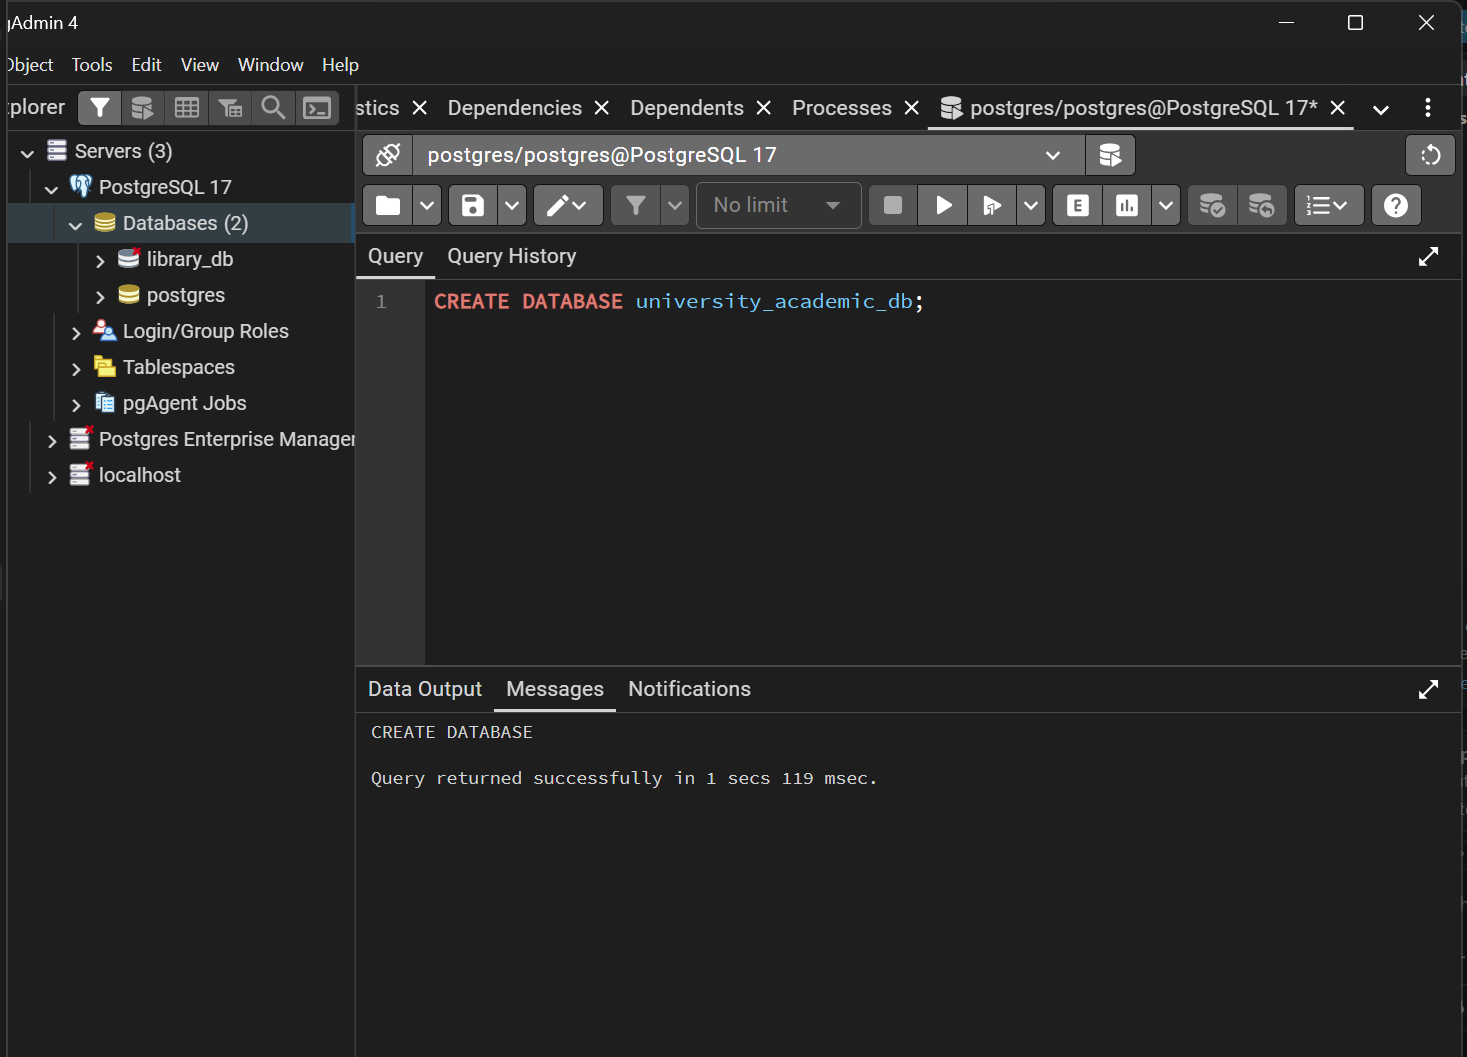 gAdmin 4
Object Tools Edit View Window Help
plorer
stics Dependencies Dependents Processes postgres/postgres@PostgreSQL 17*
Servers (3)
postgres/postgres@PostgreSQL 17
PostgreSQL 17
No limit
E
Databases (2)
Query Query History
library_db
postgres
1 CREATE DATABASE university_academic_db;
Login/Group Roles
Tablespaces
pgAgent Jobs
Postgres Enterprise Manager
localhost
Data Output Messages Notifications
CREATE DATABASE
Query returned successfully in 1 secs 119 msec.